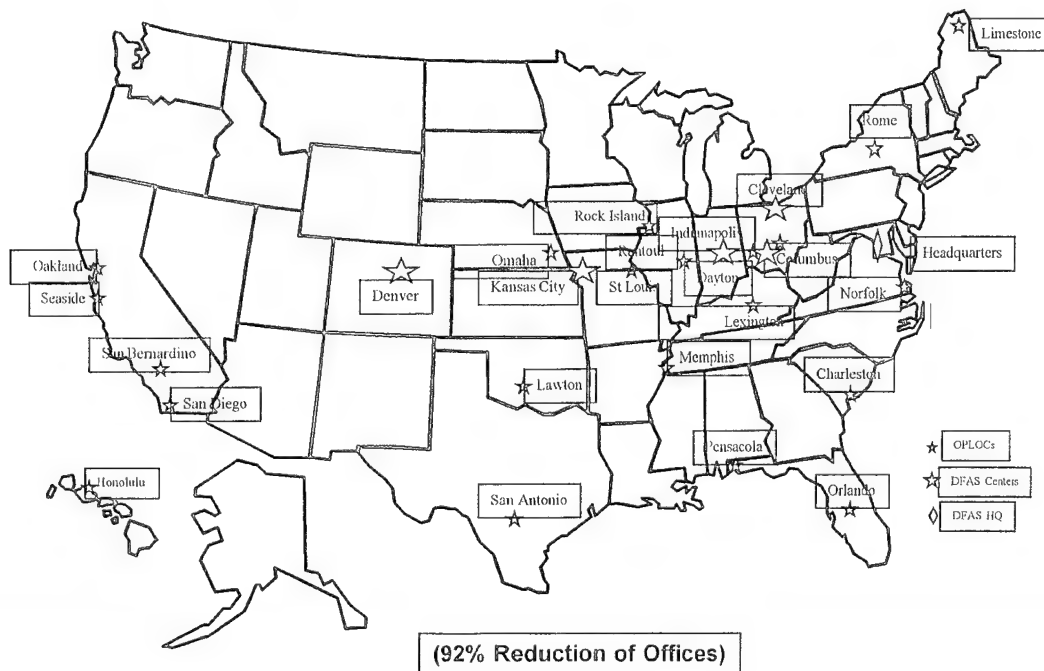 Limestone
Rome
Cleveland
Rock Island
Indianapolis
Rantoul
Omaha
Columbus
Headquarters
Oakland
Kansas City
St Louis
Dayton
Denver
Seaside
Norfolk
Lexington
San Bernardino
Memphis
Charleston
Lawton
San Diego
Pensacola
OPLOCs
Honolulu
DFAS Centers
San Antonio
Orlando
DFAS HQ
(92% Reduction of Offices)